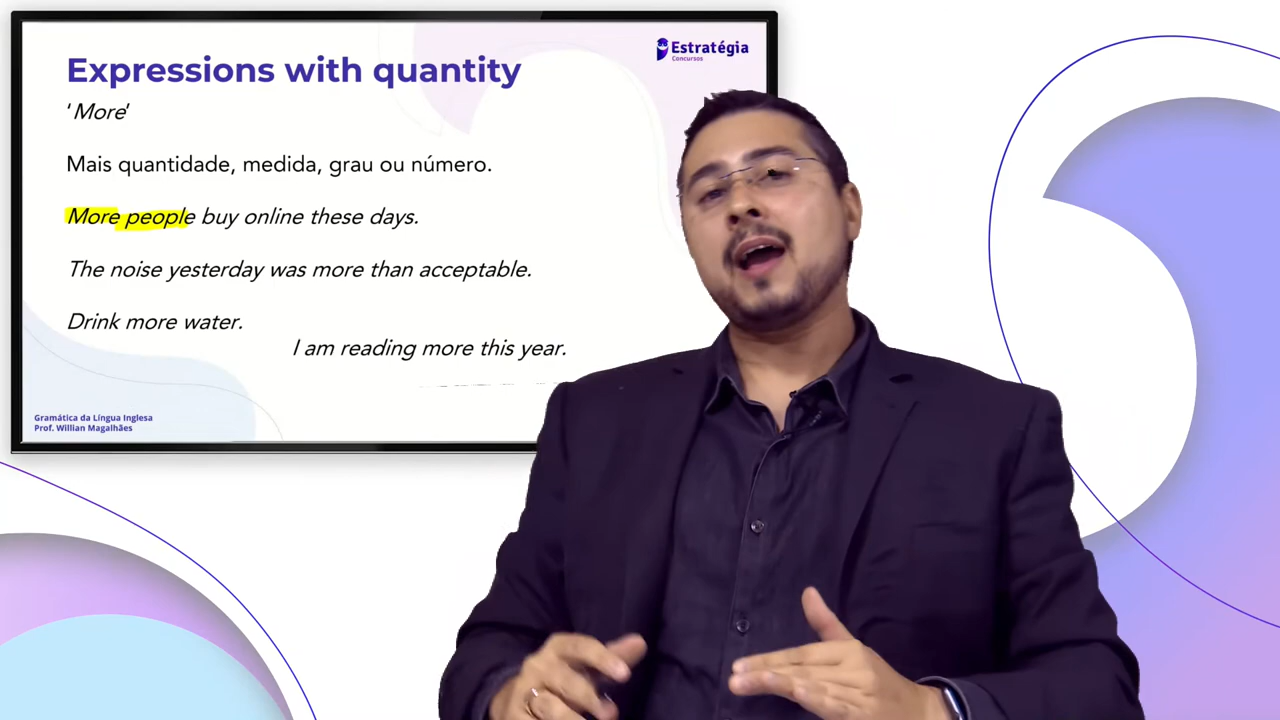 Expressions with quantity
Estratégia
Concursos
'More'
Mais quantidade, medida, grau ou número.
More people buy online these days.
The noise yesterday was more than acceptable.
Drink more water.
I am reading more this year.
Gramática da Língua Inglesa
Prof. Willian Magalhães